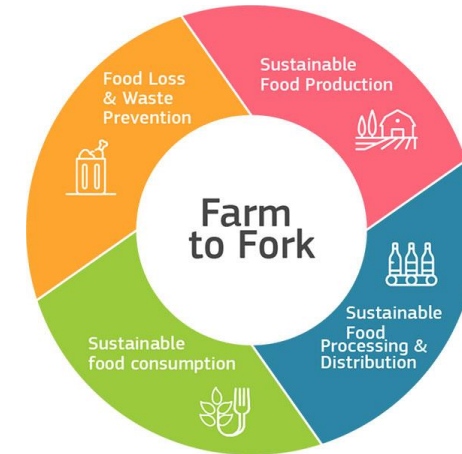 Food Loss
& Waste
Prevention
Sustainable
Food Production
Farm
to Fork
Sustainable
Food
Processing &
Distribution
Sustainable
food consumption